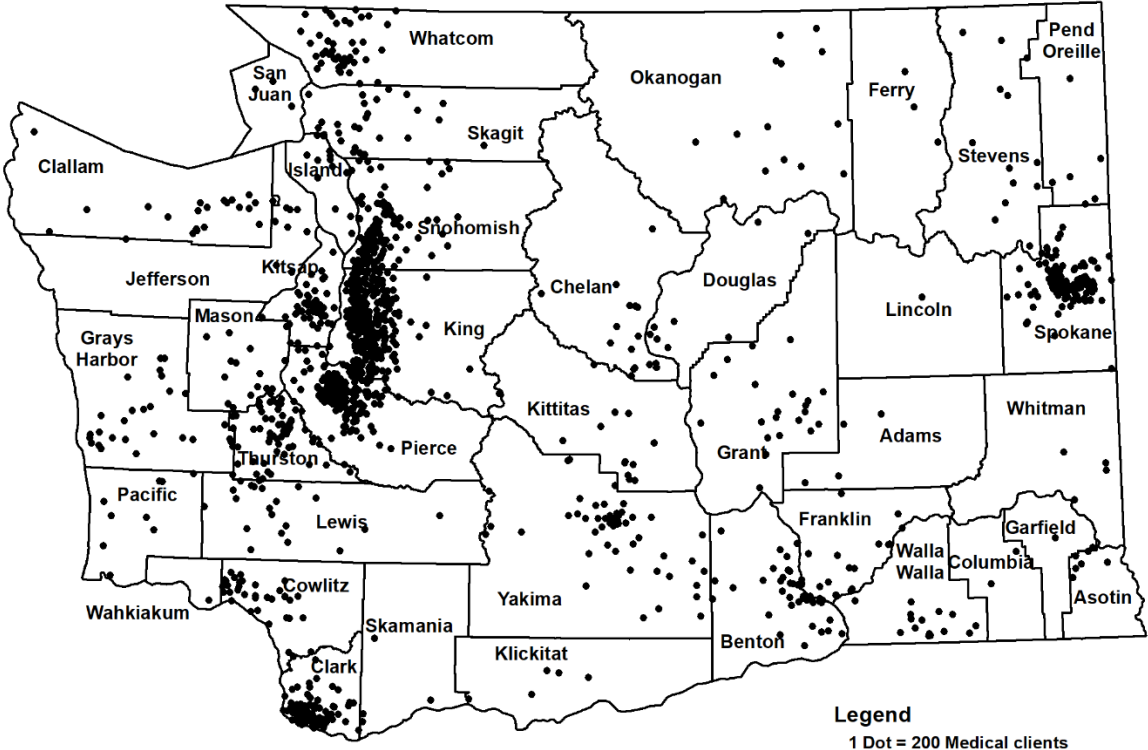 Whatcom
Pend
Oreille
San
Juan
Okanogan
Ferry
Skagit
Stevens
Clallam
Island
Snohomish
Kitsap
Jefferson
Chelan
Douglas
Lincoln
Mason
King
Spokane
Grays
Harbor
Kittitas
Whitman
Adams
Pierce
Grant
Thurston
Pacific
Lewis
Franklin
Garfield
Walla
Walla
Columbia
Cowlitz
Wahkiakum
Yakima
Asotin
Skamania
Benton
Klickitat
Clark
Legend
1 Dot = 200 Medical clients